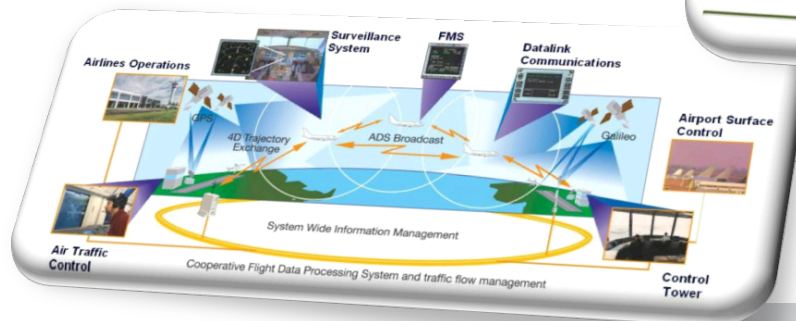 Surveillance
System
FMS
Datalink
Communications
Airlines Operations
GPS
4D Trajectory
Exchange
ADS Broadcast
Galileo
Airport Surface
Control
System Wide Information Management
Air Traffic
Control
Cooperative Flight Data Processing System and traffic flow management
Control
Tower